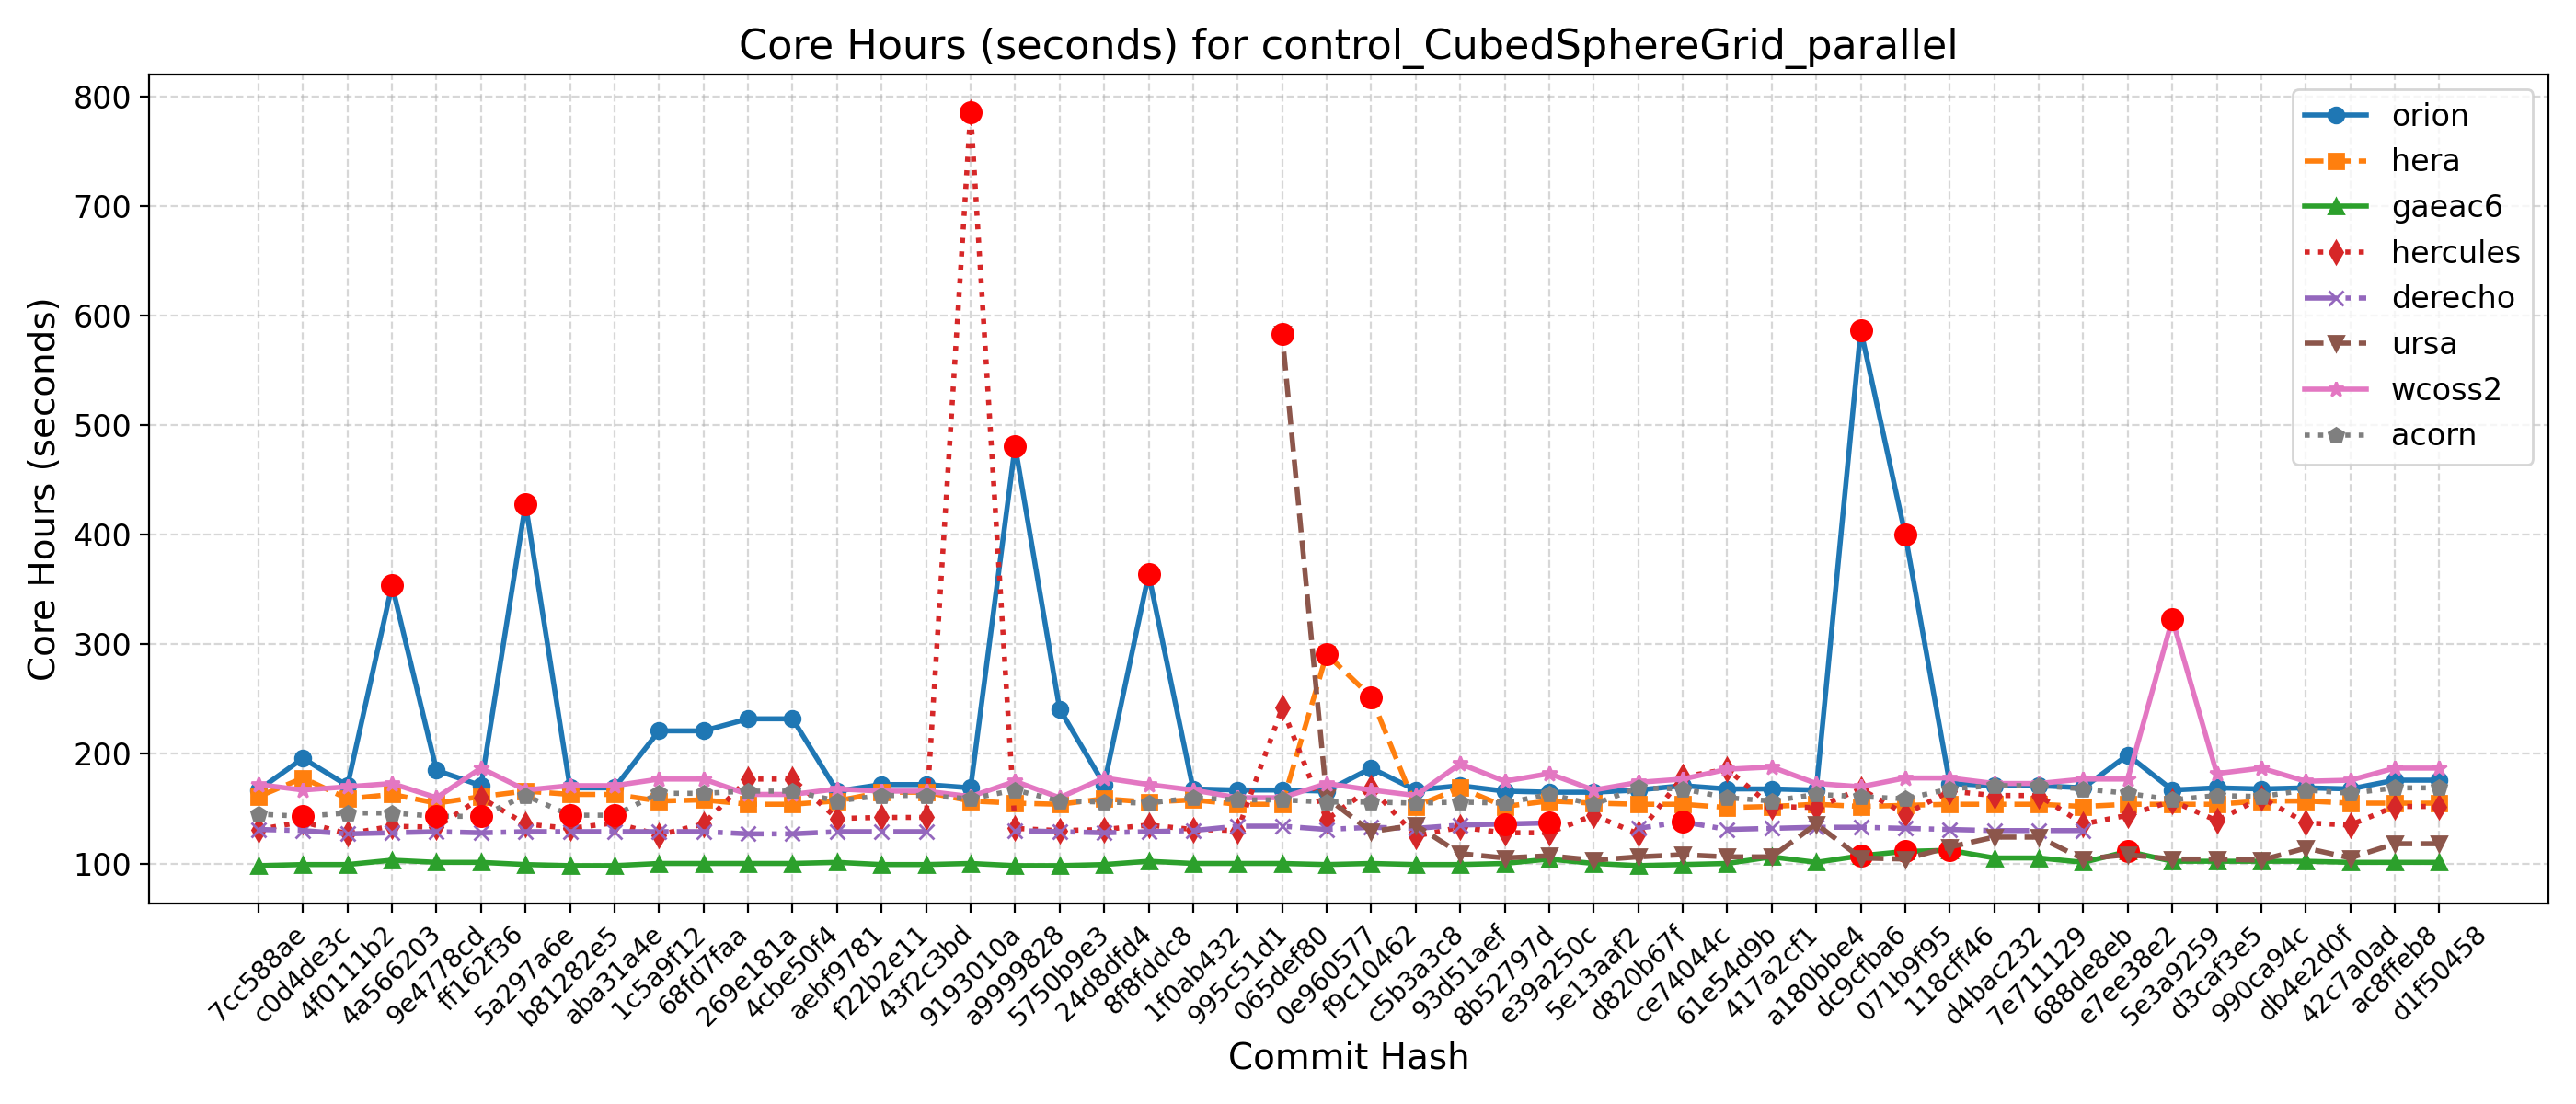 Core Hours (seconds) for control_CubedSphereGrid_parallel
Core Hours (seconds)
800
700
600
500
400
300
200
100
orion
hera
gaeac6
hercules
derecho
ursa
wcoss2
acorn
7cc588ae
c0d4de3c
4f0111b2
4a566203
9e4778cd
ff162f36
5a297a6e
b81282e5
aba31a4e
1c5a9f12
68fd7faa
269e181a
4cbe50f4
aebf9781
f22b2e11
43f2c3bd
9193010a
a9999828
5750b9e3
24d8dfd4
8f8fddc8
1f0ab432
995c51d1
065def80
0e960577
f9c10462
c5b3a3c8
93d51aef
8b52797d
e39a250c
5e13aaf2
d820b67f
ce74044c
61e54d9b
417a2cf1
a180bbe4
dc9cfba6
071b9f95
118cff46
d4bac232
7e711129
688de8eb
e7ee38e2
5e3a9259
d3caf3e5
990ca94c
db4e2d0f
42c7a0ad
ac8ffeb8
d1f50458
Commit Hash